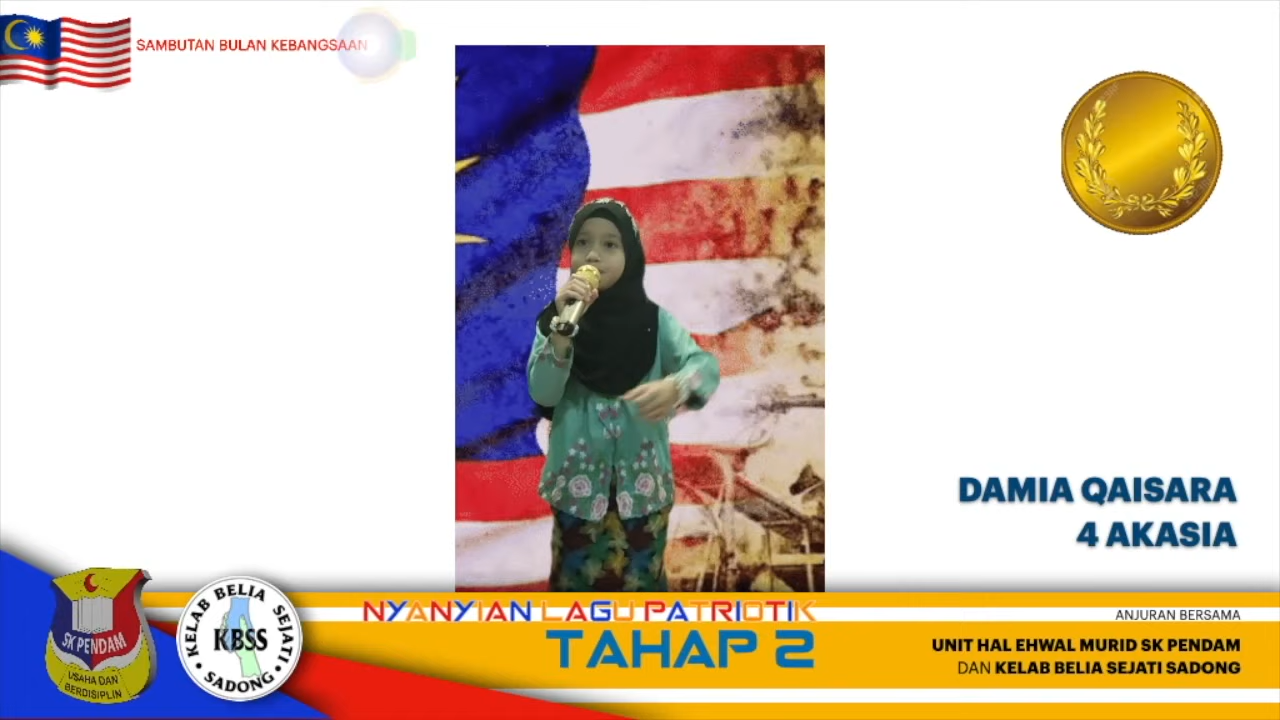 SAMBUTAN BULAN KEBANGSAAN
DAMIA QAISARA
4 AKASIA
NYANYIAN LAGU PATRIOTIK
TAHAP 2
ANJURAN BERSAMA
UNIT HAL EHWAL MURID SK PENDAM
DAN KELAB BELIA SEJATI SADONG
SK PENDAM
USAHA DAN
BERDISIPLIN
KELAB BELIA SEJATI
KBSS
SADONG